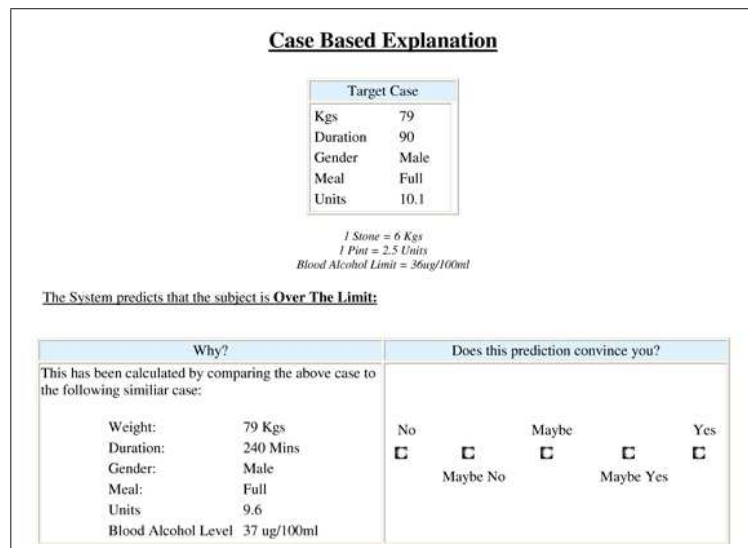 Case Based Explanation
Target Case
Kgs 79
Duration 90
Gender Male
Meal Full
Units 10.1
1 Stone = 6 Kgs
1 Pint = 2.5 Units
Blood Alcohol Limit = 36ug/100ml
The System predicts that the subject is Over The Limit:
Why?
This has been calculated by comparing the above case to
the following similiar case:
Weight: 79 Kgs
Duration: 240 Mins
Gender: Male
Meal: Full
Units 9.6
Blood Alcohol Level 37 ug/100ml
Does this prediction convince you?
No Maybe Yes
Maybe No Maybe Yes